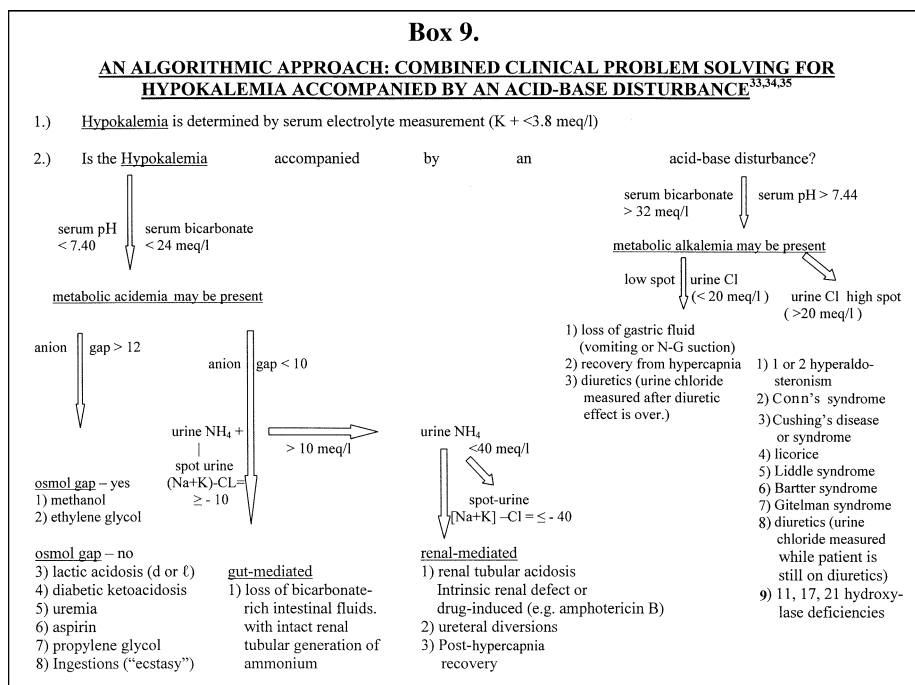 Box 9.
AN ALGORITHMIC APPROACH: COMBINED CLINICAL PROBLEM SOLVING FOR
HYPOKALEMIA ACCOMPANIED BY AN ACID-BASE DISTURBANCE33,34,35
1.) Hypokalemia is determined by serum electrolyte measurement (K + <3.8 meq/l)
2.) Is the Hypokalemia accompanied by an acid-base disturbance?
serum pH
< 7.40
serum bicarbonate
< 24 meq/l
metabolic acidemia may be present
anion gap > 12
anion gap < 10
urine NH4 +
|
spot urine
(Na+K)-CL=
≥ - 10
> 10 meq/l
urine NH4
<40 meq/l
spot-urine
[Na+K] –Cl = ≤ - 40
osmol gap – yes
1) methanol
2) ethylene glycol
osmol gap – no
3) lactic acidosis (d or ℓ)
4) diabetic ketoacidosis
5) uremia
6) aspirin
7) propylene glycol
8) Ingestions (“ecstasy”)
gut-mediated
1) loss of bicarbonate-
rich intestinal fluids.
with intact renal
tubular generation of
ammonium
renal-mediated
1) renal tubular acidosis
Intrinsic renal defect or
drug-induced (e.g. amphotericin B)
2) ureteral diversions
3) Post-hypercapnia
recovery
serum bicarbonate
> 32 meq/l
serum pH > 7.44
metabolic alkalemia may be present
low spot urine Cl
(< 20 meq/l )
urine Cl high spot
( >20 meq/l )
1) loss of gastric fluid
(vomiting or N-G suction)
2) recovery from hypercapnia
3) diuretics (urine chloride
measured after diuretic
effect is over.)
1) 1 or 2 hyperaldo-
steronism
2) Conn’s syndrome
3) Cushing’s disease
or syndrome
4) licorice
5) Liddle syndrome
6) Bartter syndrome
7) Gitelman syndrome
8) diuretics (urine
chloride measured
while patient is
still on diuretics)
9) 11, 17, 21 hydroxy-
lase deficiencies